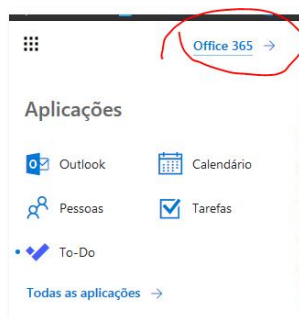 Office 365 →
Aplicações
Outlook
Calendário
Pessoas
Tarefas
To-Do
Todas as aplicações →